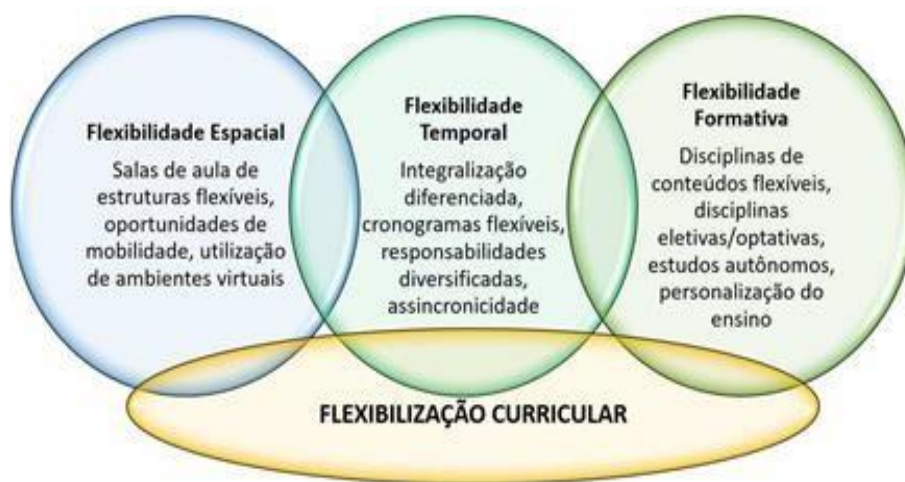 Flexibilidade Espacial
Salas de aula de
estruturas flexíveis,
oportunidades de
mobilidade, utilização
de ambientes virtuais
Flexibilidade
Temporal
Integralização
diferenciada,
cronogramas flexíveis,
responsabilidades
diversificadas,
assincronicidade
Flexibilidade
Formativa
Disciplinas de
conteúdos flexíveis,
disciplinas
eletivas/optativas,
estudos autônomos,
personalização do
ensino
FLEXIBILIZAÇÃO CURRICULAR